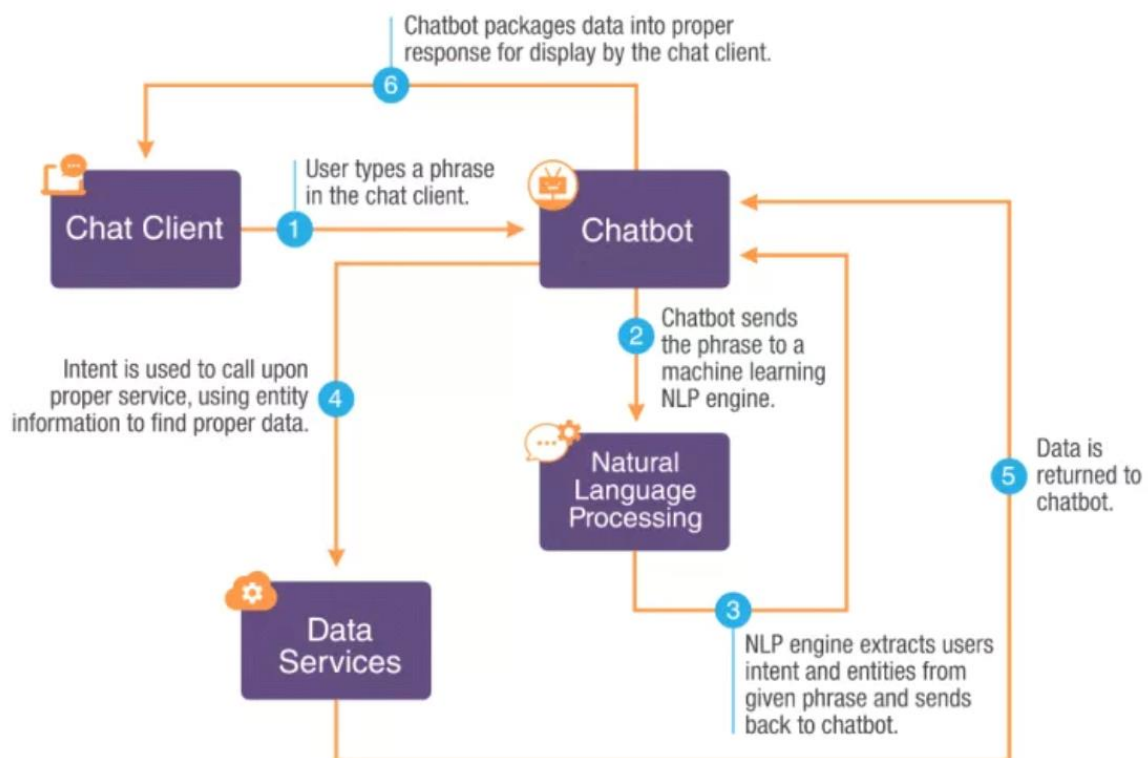 Chatbot packages data into proper
response for display by the chat client.
6
User types a phrase
in the chat client.
Chat Client
1
Chatbot
Chatbot sends
the phrase to a
machine learning
NLP engine.
2
Intent is used to call upon
proper service, using entity
information to find proper data.
4
Natural
Language
Processing
Data is
returned to
chatbot.
5
Data
Services
3
NLP engine extracts users
intent and entities from
given phrase and sends
back to chatbot.